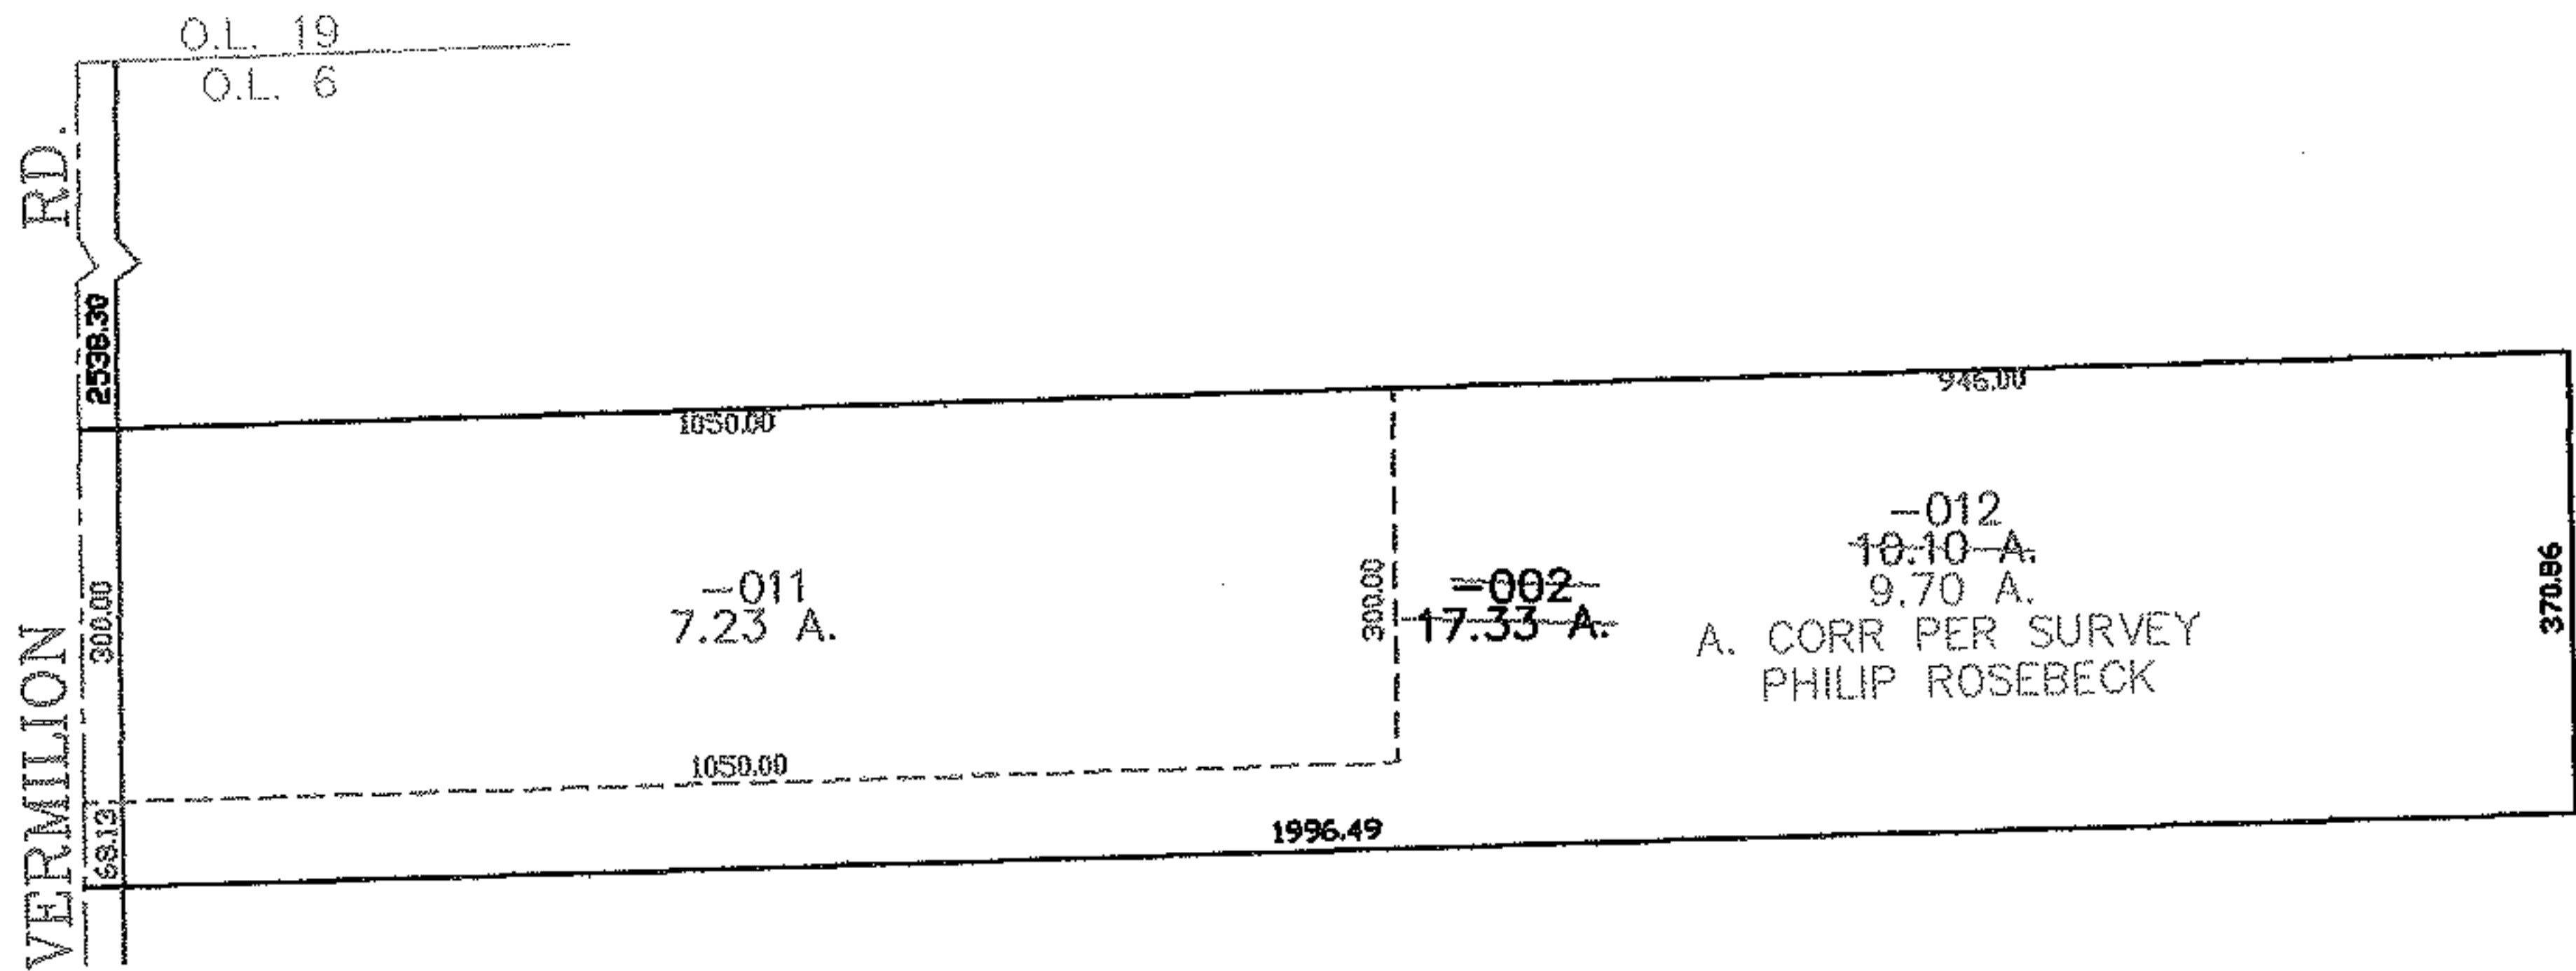 O.L. 19
O.L. 6
VERMILION RD.
2538.30
1050.00
946.00
300.00
-011
7.23 A.
300.00
-002
17.33 A.
-012
10.10 A.
9.70 A.
A. CORR PER SURVEY
PHILIP ROSEBECK
370.86
1050.00
68.13
1996.49